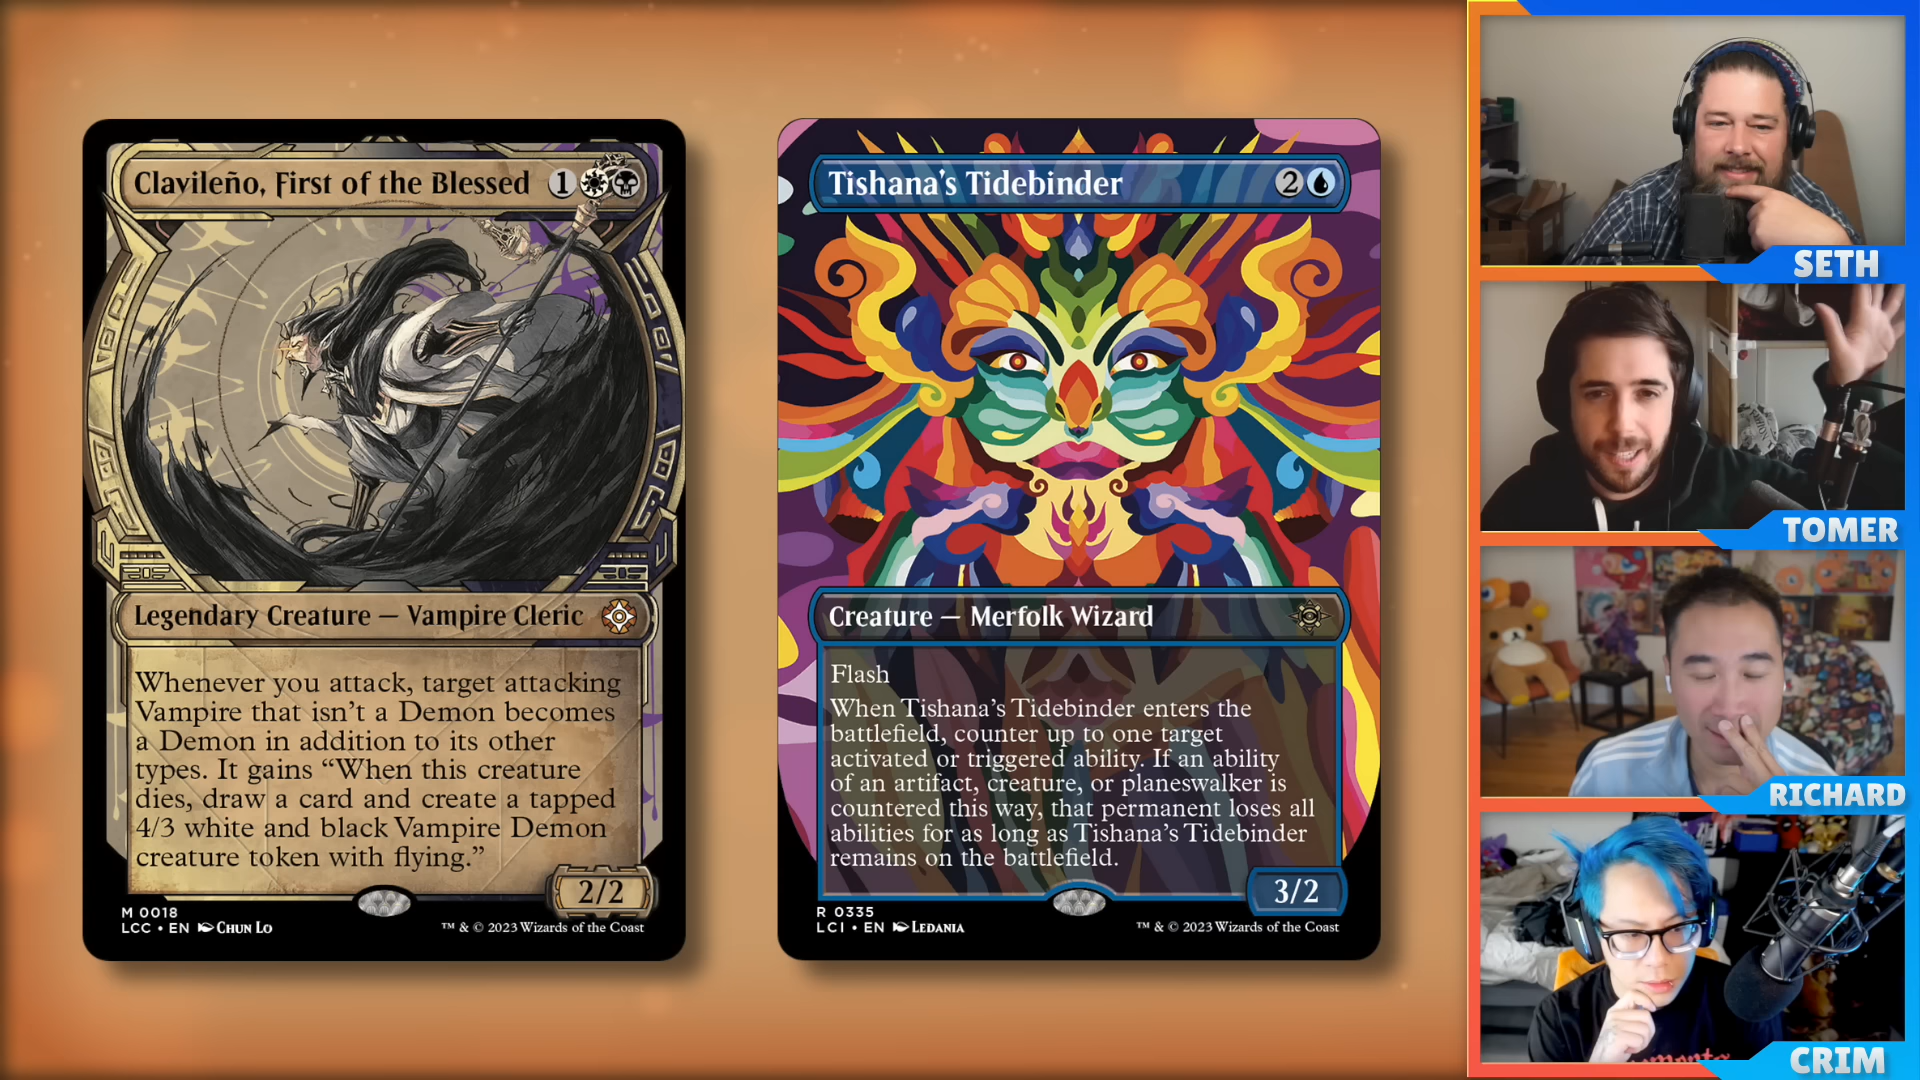 Clavileño, First of the Blessed 1
Legendary Creature — Vampire Cleric
Whenever you attack, target attacking
Vampire that isn't a Demon becomes
a Demon in addition to its other
types. It gains “When this creature
dies, draw a card and create a tapped
4/3 white and black Vampire Demon
creature token with flying.”
2/2
M 0018
LCC • EN Chun Lo
™ & © 2023 Wizards of the Coast
Tishana's Tidebinder 2
Creature — Merfolk Wizard
Flash
When Tishana's Tidebinder enters the
battlefield, counter up to one target
activated or triggered ability. If an ability
of an artifact, creature, or planeswalker is
countered this way, that permanent loses all
abilities for as long as Tishana's Tidebinder
remains on the battlefield.
3/2
R 0335
LCI • EN Ledania
™ & © 2023 Wizards of the Coast
SETH
TOMER
RICHARD
CRIM